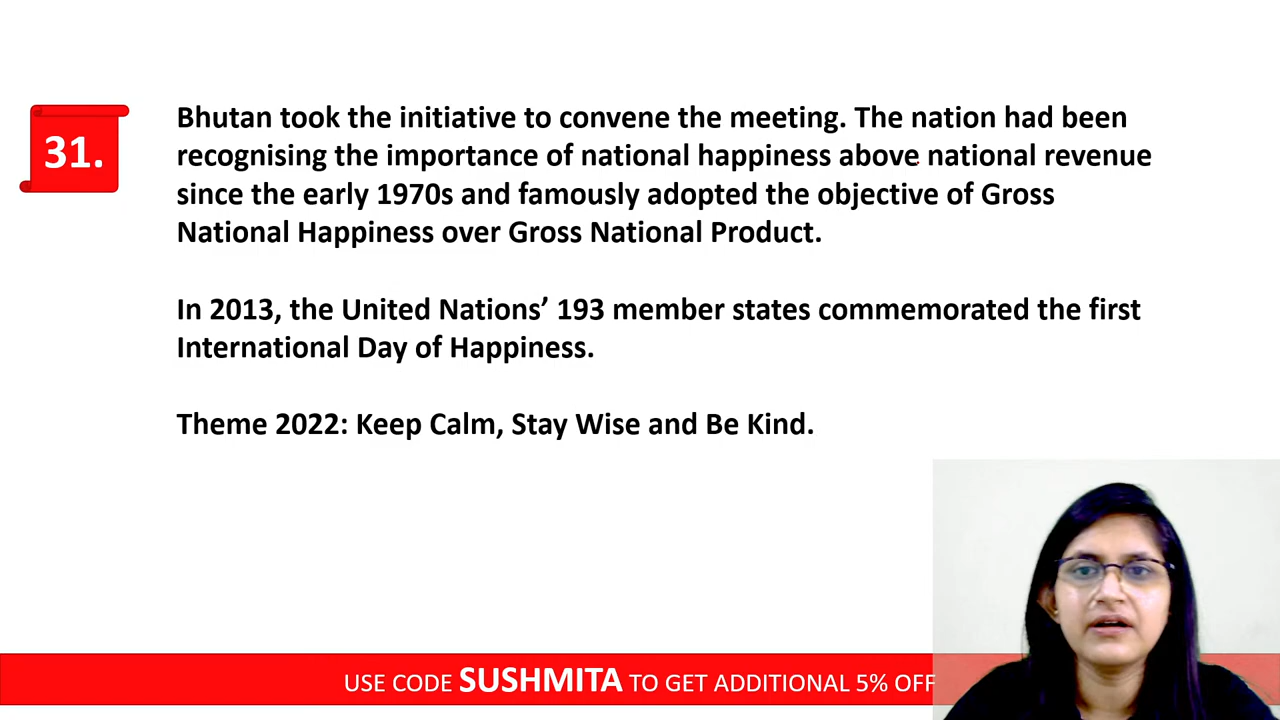 31.
Bhutan took the initiative to convene the meeting. The nation had been
recognising the importance of national happiness above national revenue
since the early 1970s and famously adopted the objective of Gross
National Happiness over Gross National Product.
In 2013, the United Nations’ 193 member states commemorated the first
International Day of Happiness.
Theme 2022: Keep Calm, Stay Wise and Be Kind.
USE CODE SUSHMITA TO GET ADDITIONAL 5% OFF